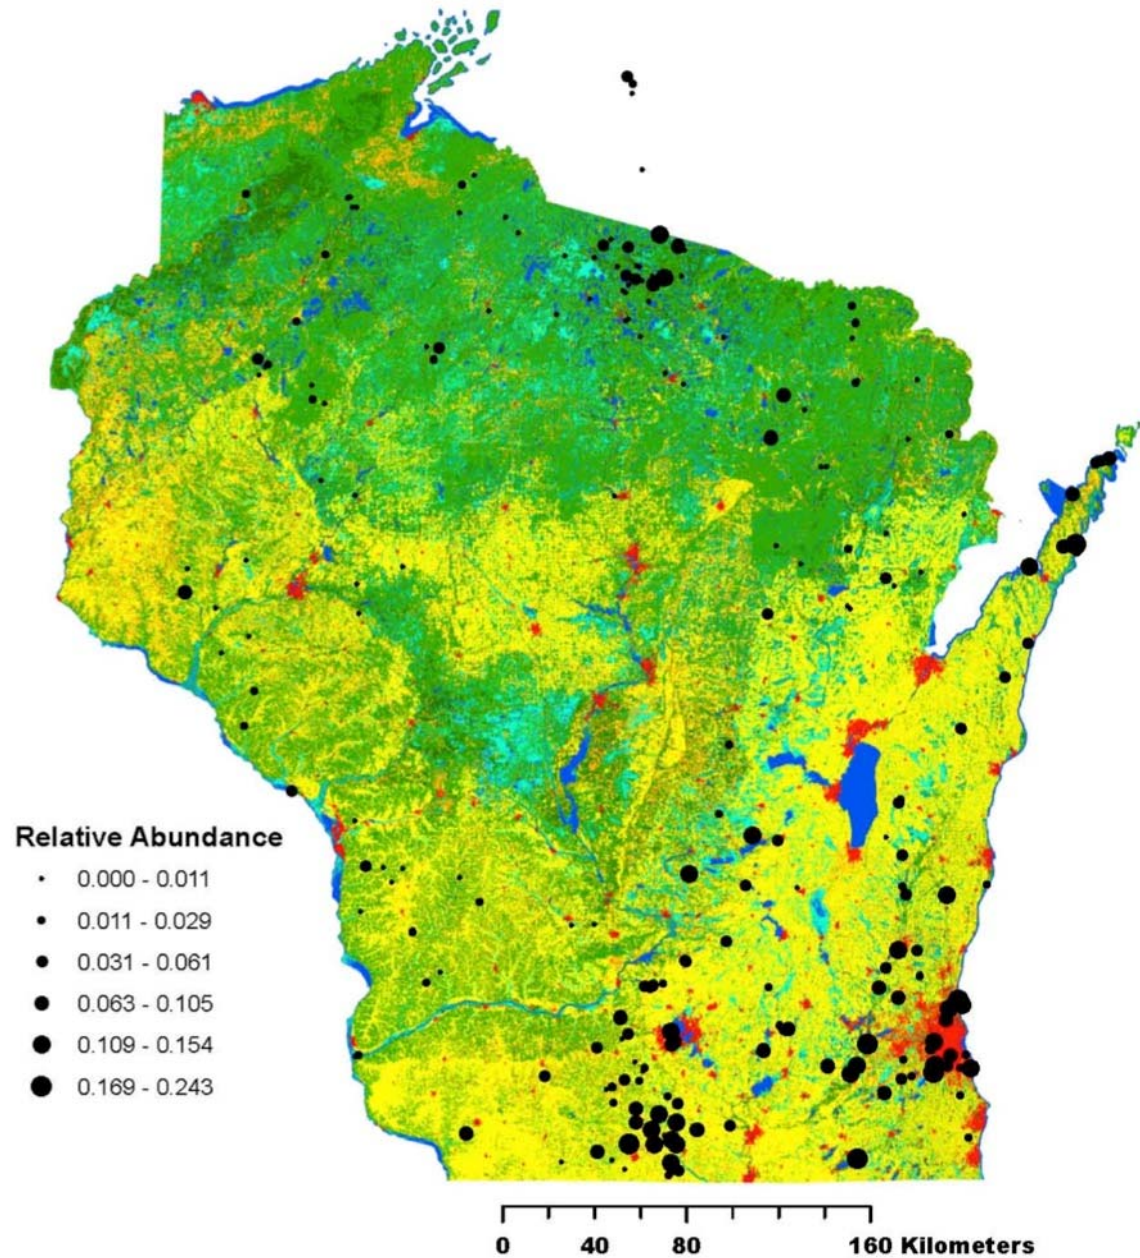 Relative Abundance
0.000 - 0.011
0.011 - 0.029
0.031 - 0.061
0.063 - 0.105
0.109 - 0.154
0.169 - 0.243
0 40 80 160 Kilometers